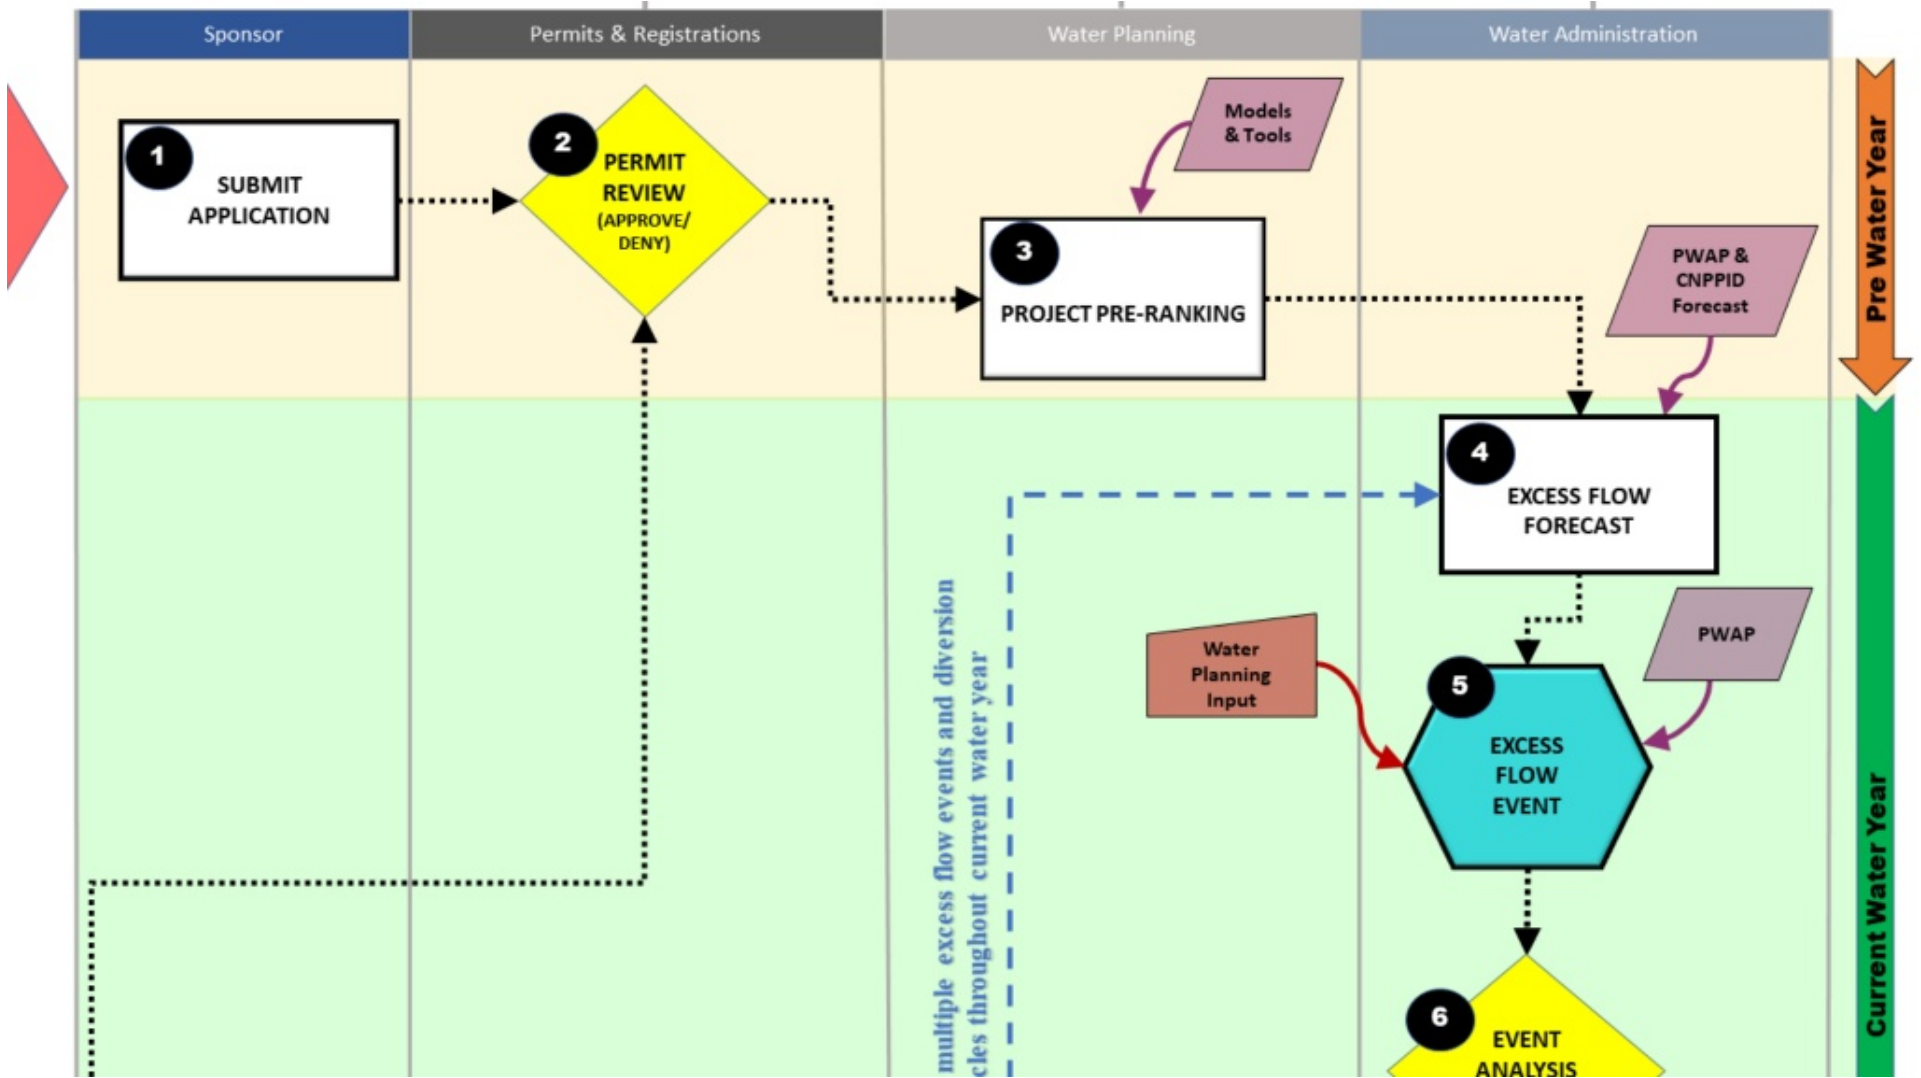 Sponsor
Permits & Registrations
Water Planning
Water Administration
1
SUBMIT
APPLICATION
2
PERMIT
REVIEW
(APPROVE/
DENY)
Models
& Tools
3
PROJECT PRE-RANKING
PWAP &
CNPPID
Forecast
Pre Water Year
4
EXCESS FLOW
FORECAST
multiple excess flow events and diversion
cles throughout current water year
Water
Planning
Input
PWAP
5
EXCESS
FLOW
EVENT
Current Water Year
6
EVENT
ANALYSIS